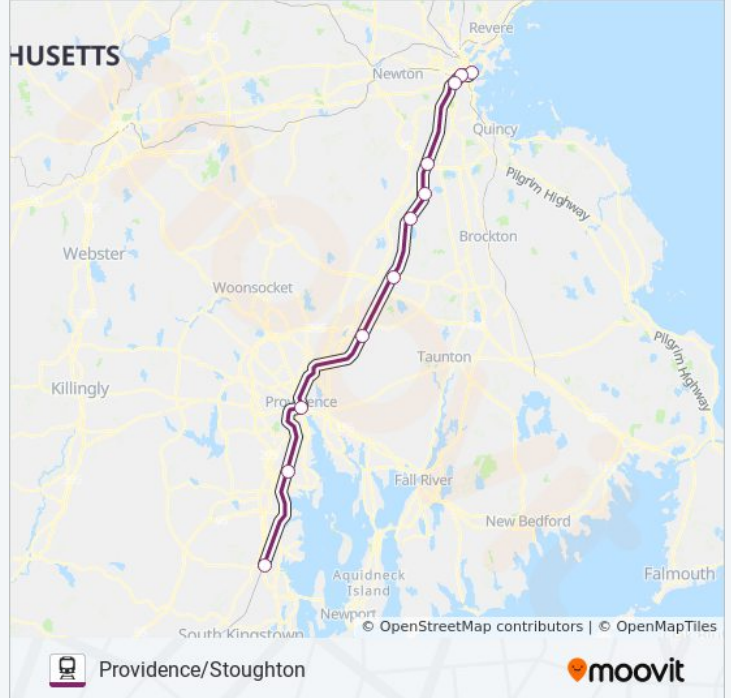 Revere
HUSETTS
Newton
Quincy
Pilgrim Highway
Brockton
Webster
Woonsocket
Pilgrim Highway
Taunton
Killingly
Providence
Fall River
New Bedford
Aquidneck
Island
Falmouth
Newport
© OpenStreetMap contributors | © OpenMapTiles
South Kingstown
Providence/Stoughton
moovit